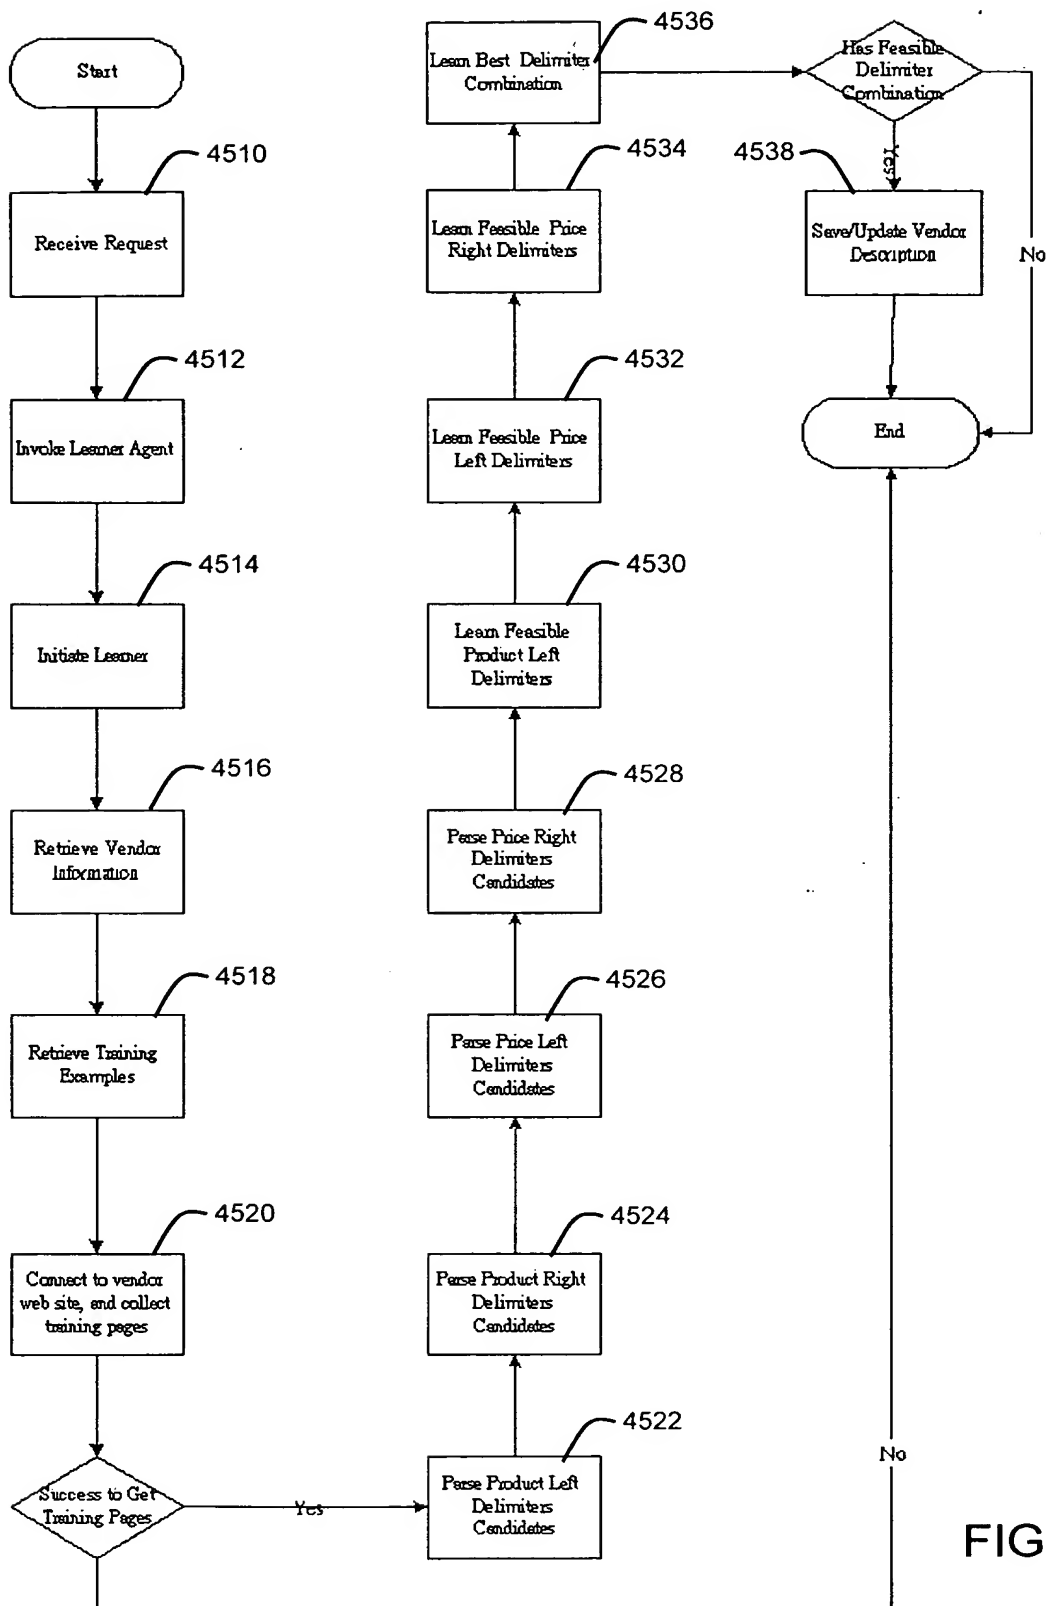 Start
4510
Receive Request
4512
Invoke Learner Agent
4514
Initiate Learner
4516
Retrieve Vendor
Information
4518
Retrieve Training
Examples
4520
Connect to vendor
web site, and collect
training pages
Success to Get
Training Pages
Yes
4522
Parse Product Left
Delimiters
Candidates
4524
Parse Product Right
Delimiters
Candidates
4526
Parse Price Left
Delimiters
Candidates
4528
Parse Price Right
Delimiters
Candidates
4530
Learn Feasible
Product Left
Delimiters
4532
Learn Feasible Price
Left Delimiters
4534
Learn Feasible Price
Right Delimiters
4536
Learn Best Delimiter
Combination
Has Feasible
Delimiter
Combination
Yes
4538
Save/Update Vendor
Description
No
End
No
FIG